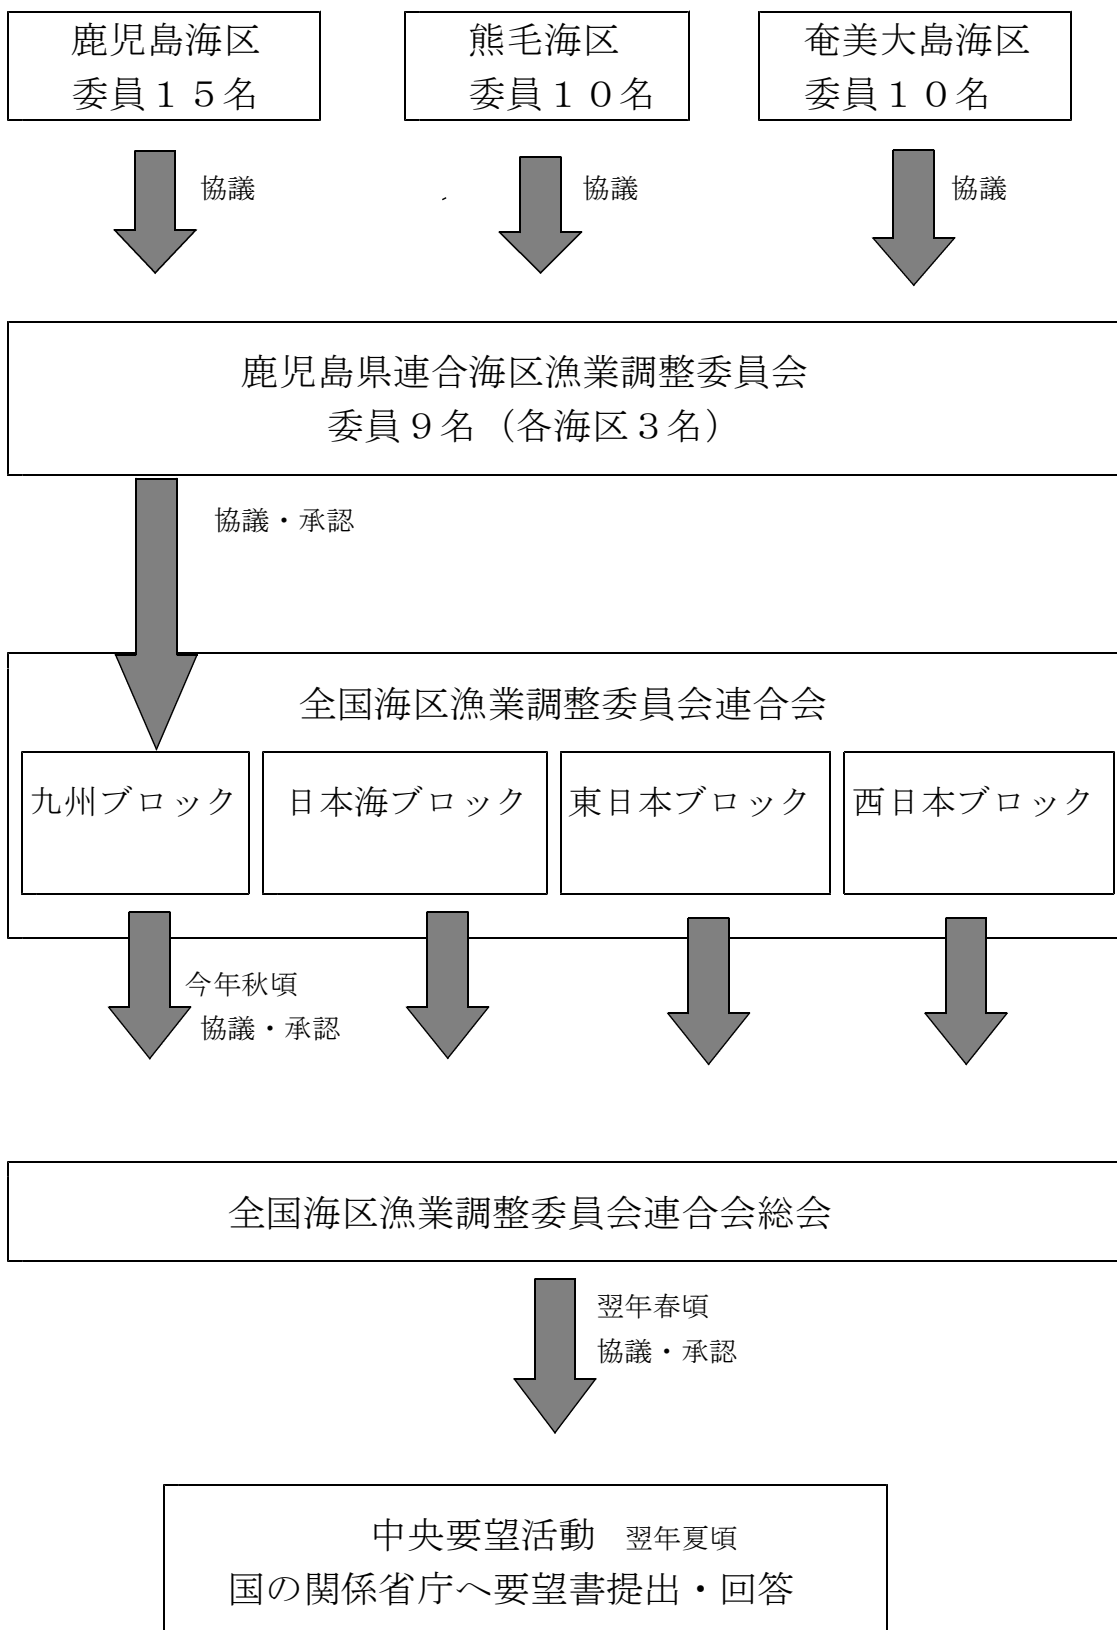 鹿児島海区
委員１５名
熊毛海区
委員１０名
奄美大島海区
委員１０名
協議
協議
協議
鹿児島県連合海区漁業調整委員会
委員９名（各海区３名）
協議・承認
全国海区漁業調整委員会連合会
九州ブロック
日本海ブロック
東日本ブロック
西日本ブロック
今年秋頃
協議・承認
全国海区漁業調整委員会連合会総会
翌年春頃
協議・承認
中央要望活動　翌年夏頃
国の関係省庁へ要望書提出・回答